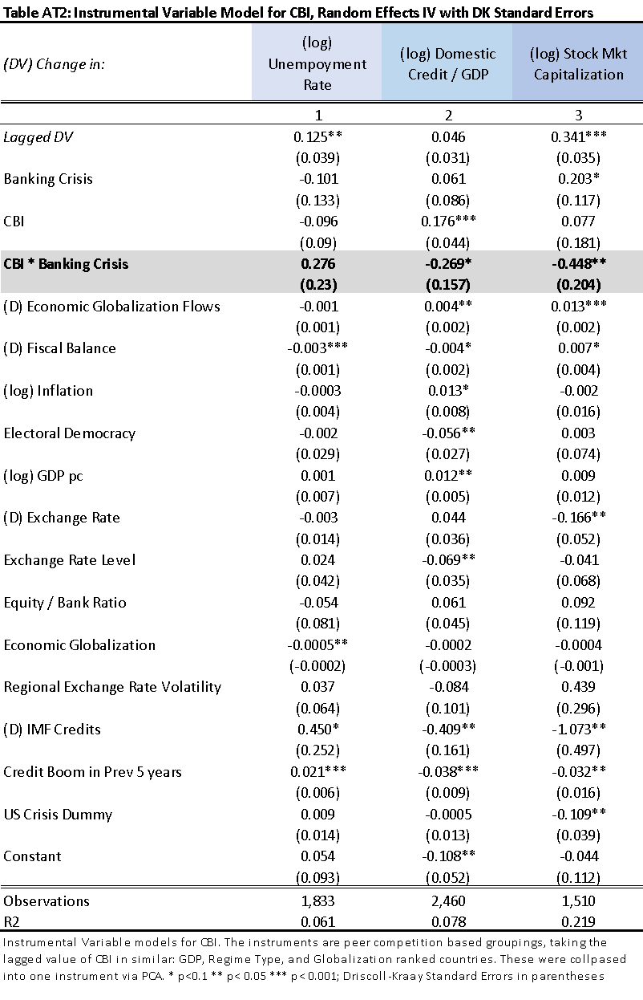 Table AT2: Instrumental Variable Model for CBI, Random Effects IV with DK Standard Errors
(DV) Change in: (log) Unempoyment Rate (log) Domestic Credit / GDP (log) Stock Mkt Capitalization
1 2 3
Lagged DV 0.125** 0.046 0.341***
(0.039) (0.031) (0.035)
Banking Crisis -0.101 0.061 0.203*
(0.133) (0.086) (0.117)
CBI -0.096 0.176*** 0.077
(0.09) (0.044) (0.181)
CBI * Banking Crisis 0.276 -0.269* -0.448**
(0.23) (0.157) (0.204)
(D) Economic Globalization Flows -0.001 0.004** 0.013***
(0.001) (0.002) (0.002)
(D) Fiscal Balance -0.003*** -0.004* 0.007*
(0.001) (0.002) (0.004)
(log) Inflation -0.0003 0.013* -0.002
(0.004) (0.008) (0.016)
Electoral Democracy -0.002 -0.056** 0.003
(0.029) (0.027) (0.074)
(log) GDP pc 0.001 0.012** 0.009
(0.007) (0.005) (0.012)
(D) Exchange Rate -0.003 0.044 -0.166**
(0.014) (0.036) (0.052)
Exchange Rate Level 0.024 -0.069** -0.041
(0.042) (0.035) (0.068)
Equity / Bank Ratio -0.054 0.061 0.092
(0.081) (0.045) (0.119)
Economic Globalization -0.0005** -0.0002 -0.0004
(-0.0002) (-0.0003) (-0.001)
Regional Exchange Rate Volatility 0.037 -0.084 0.439
(0.064) (0.101) (0.296)
(D) IMF Credits 0.450* -0.409** -1.073**
(0.252) (0.161) (0.497)
Credit Boom in Prev 5 years 0.021*** -0.038*** -0.032**
(0.006) (0.009) (0.016)
US Crisis Dummy 0.009 -0.0005 -0.109**
(0.014) (0.013) (0.039)
Constant 0.054 -0.108** -0.044
(0.093) (0.052) (0.112)
Observations 1,833 2,460 1,510
R2 0.061 0.078 0.219
Instrumental Variable models for CBI. The instruments are peer competition based groupings, taking the
lagged value of CBI in similar: GDP, Regime Type, and Globalization ranked countries. These were collpased
into one instrument via PCA. * p<0.1 ** p< 0.05 *** p< 0.001; Driscoll-Kraay Standard Errors in parentheses